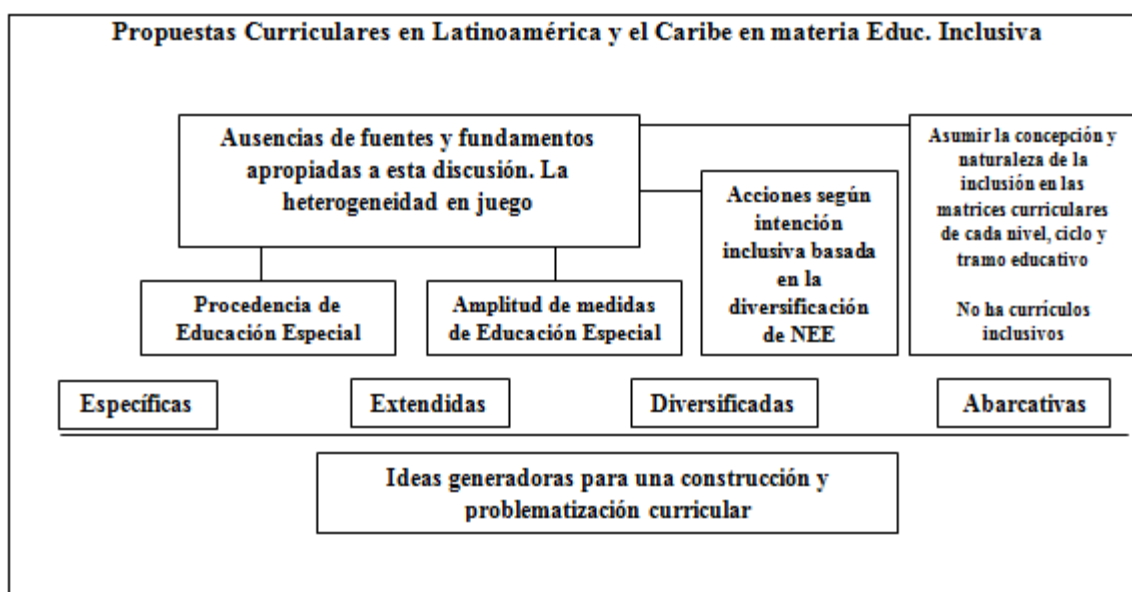 Propuestas Curriculares en Latinoamérica y el Caribe en materia Educ. Inclusiva
Ausencias de fuentes y fundamentos
apropiadas a esta discusión. La
heterogeneidad en juego
Procedencia de
Educación Especial
Amplitud de medidas
de Educación Especial
Acciones según
intención
inclusiva basada
en la
diversificación
de NEE
Asumir la concepción y
naturaleza de la
inclusión en las
matrices curriculares
de cada nivel, ciclo y
tramo educativo
No ha currículos
inclusivos
Específicas
Extendidas
Diversificadas
Abarcativas
Ideas generadoras para una construcción y
problematización curricular